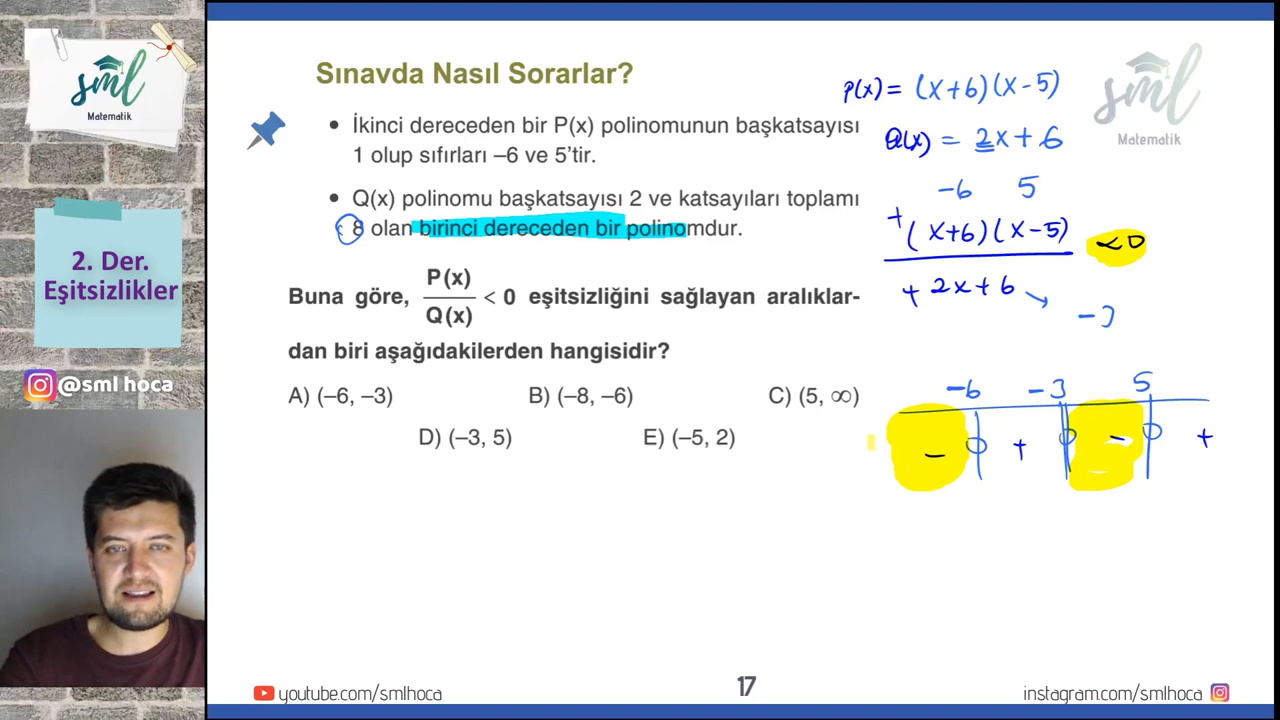 sml
Matematik
2. Der.
Eşitsizlikler
@sml hoca
Sınavda Nasıl Sorarlar?
• İkinci dereceden bir P(x) polinomunun başkatsayısı
1 olup sıfırları –6 ve 5’tir.
• Q(x) polinomu başkatsayısı 2 ve katsayıları toplamı
8 olan birinci dereceden bir polinomdur.
Buna göre, P(x)/Q(x) < 0 eşitsizliğini sağlayan aralıklar-
dan biri aşağıdakilerden hangisidir?
A) (–6, –3) B) (–8, –6) C) (5, ∞)
D) (–3, 5) E) (–5, 2)
sml
Matematik
P(x) = (x+6)(x-5)
Q(x) = 2x+6
-6 5
+(x+6)(x-5) <0
+ 2x+6
-3
-6 -3 5
- + - +
youtube.com/smlhoca
17
instagram.com/smlhoca